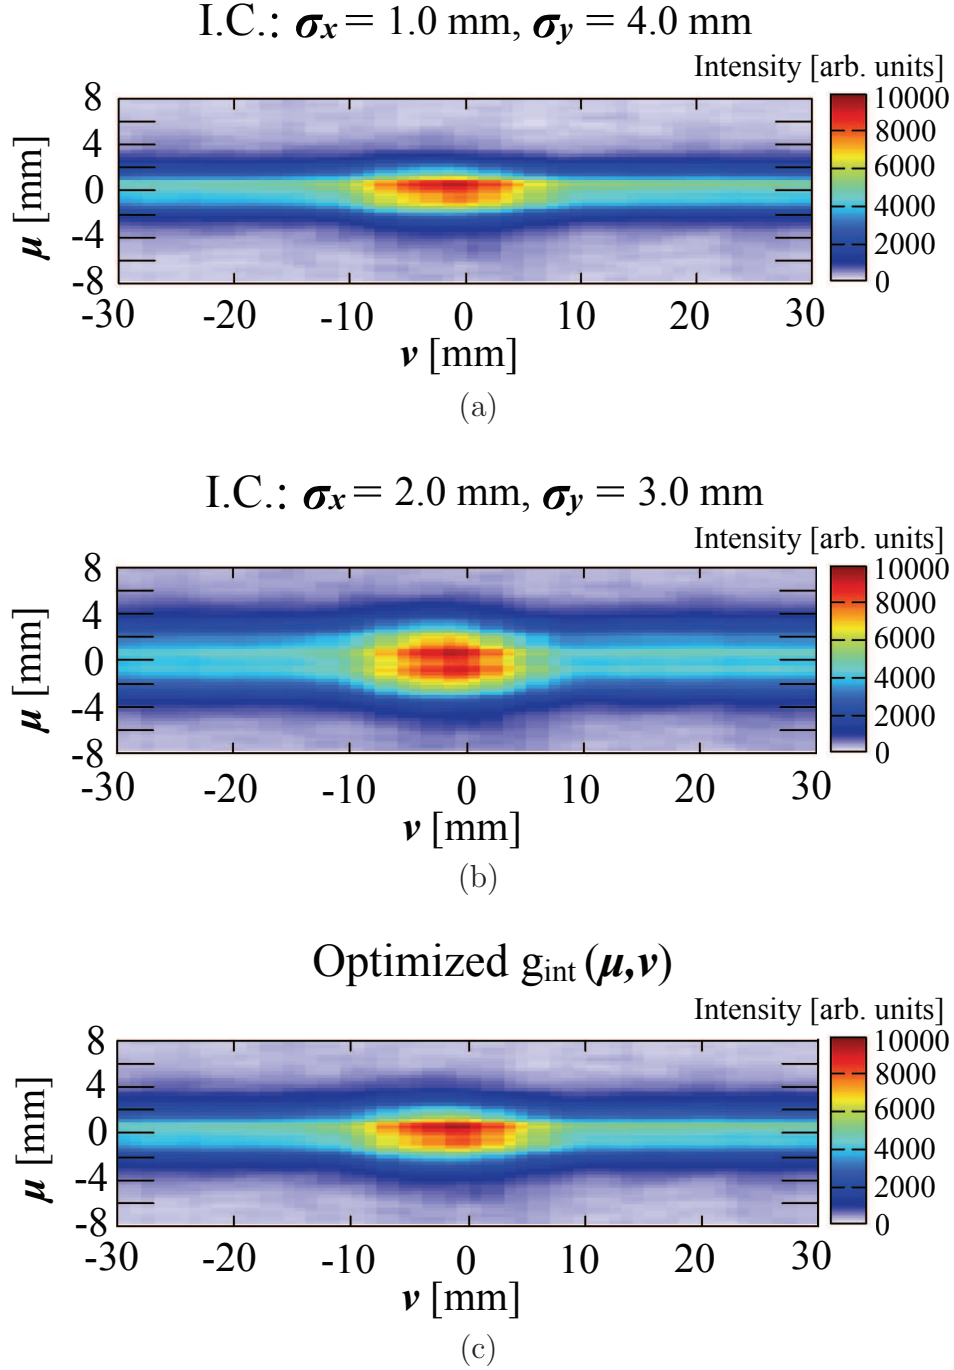 I.C.: σx = 1.0 mm, σy = 4.0 mm
Intensity [arb. units]
8
4
0
-4
-8
μ [mm]
10000
8000
6000
4000
2000
0
-30 -20 -10 0 10 20 30
ν [mm]
(a)
I.C.: σx = 2.0 mm, σy = 3.0 mm
Intensity [arb. units]
8
4
0
-4
-8
μ [mm]
10000
8000
6000
4000
2000
0
-30 -20 -10 0 10 20 30
ν [mm]
(b)
Optimized gint (μ,ν)
Intensity [arb. units]
8
4
0
-4
-8
μ [mm]
10000
8000
6000
4000
2000
0
-30 -20 -10 0 10 20 30
ν [mm]
(c)